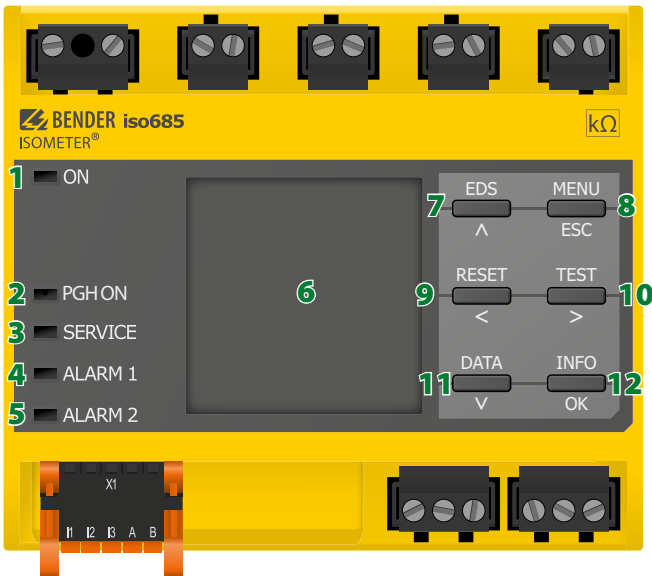 BENDER iso685
ISOMETER®
kΩ
1 ON
2 PGH ON
3 SERVICE
4 ALARM 1
5 ALARM 2
6
7 EDS MENU 8
∧ ESC
9 RESET TEST 10
< >
11 DATA INFO 12
∨ OK
X1
I1 I2 I3 A B